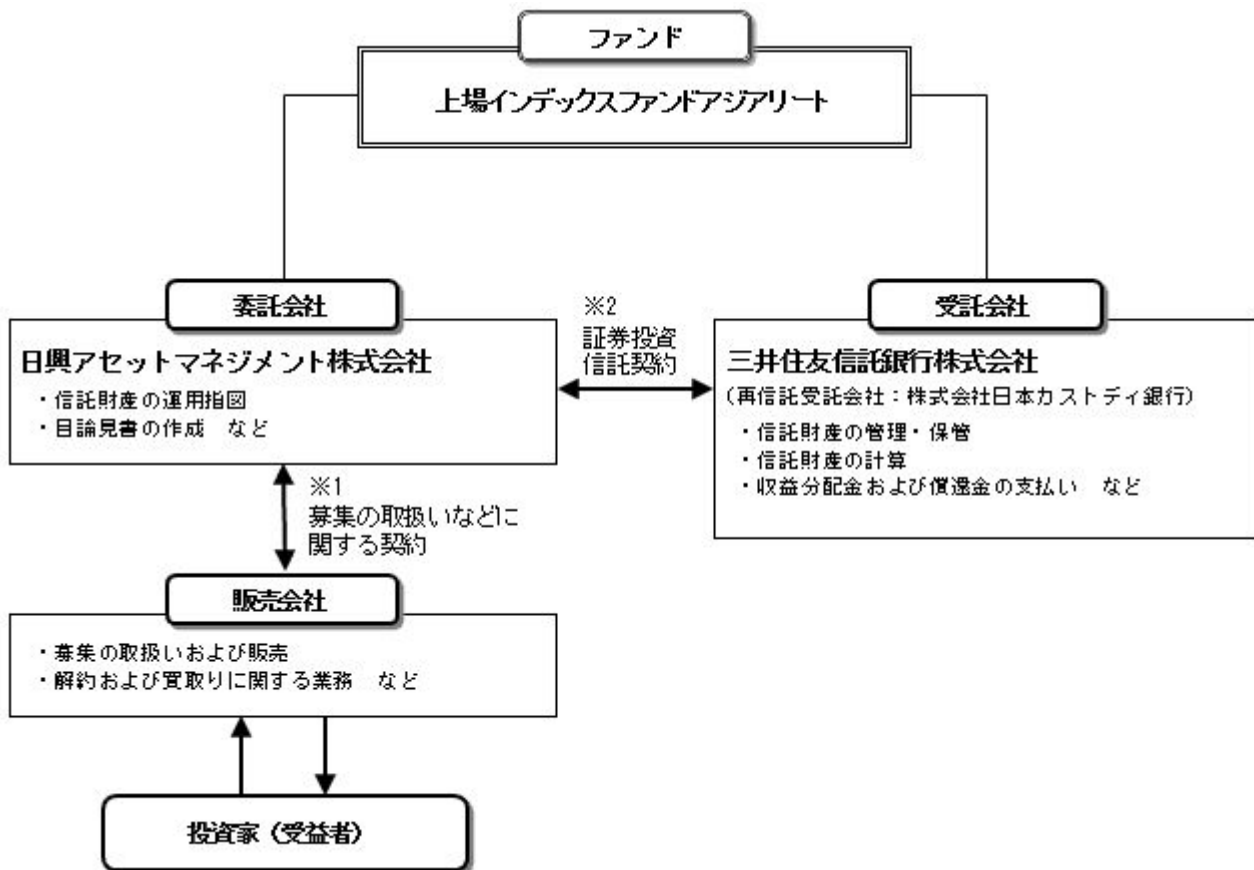 ファンド
上場インデックスファンドアジアリート
委託会社
日興アセットマネジメント株式会社
・信託財産の運用指図
・目論見書の作成　など
※2
証券投資
信託契約
受託会社
三井住友信託銀行株式会社
(再信託受託会社：株式会社日本カストディ銀行)
・信託財産の管理・保管
・信託財産の計算
・収益分配金および償還金の支払い　など
※1
募集の取扱いなどに
関する契約
販売会社
・募集の取扱いおよび販売
・解約および買取りに関する業務　など
投資家（受益者）